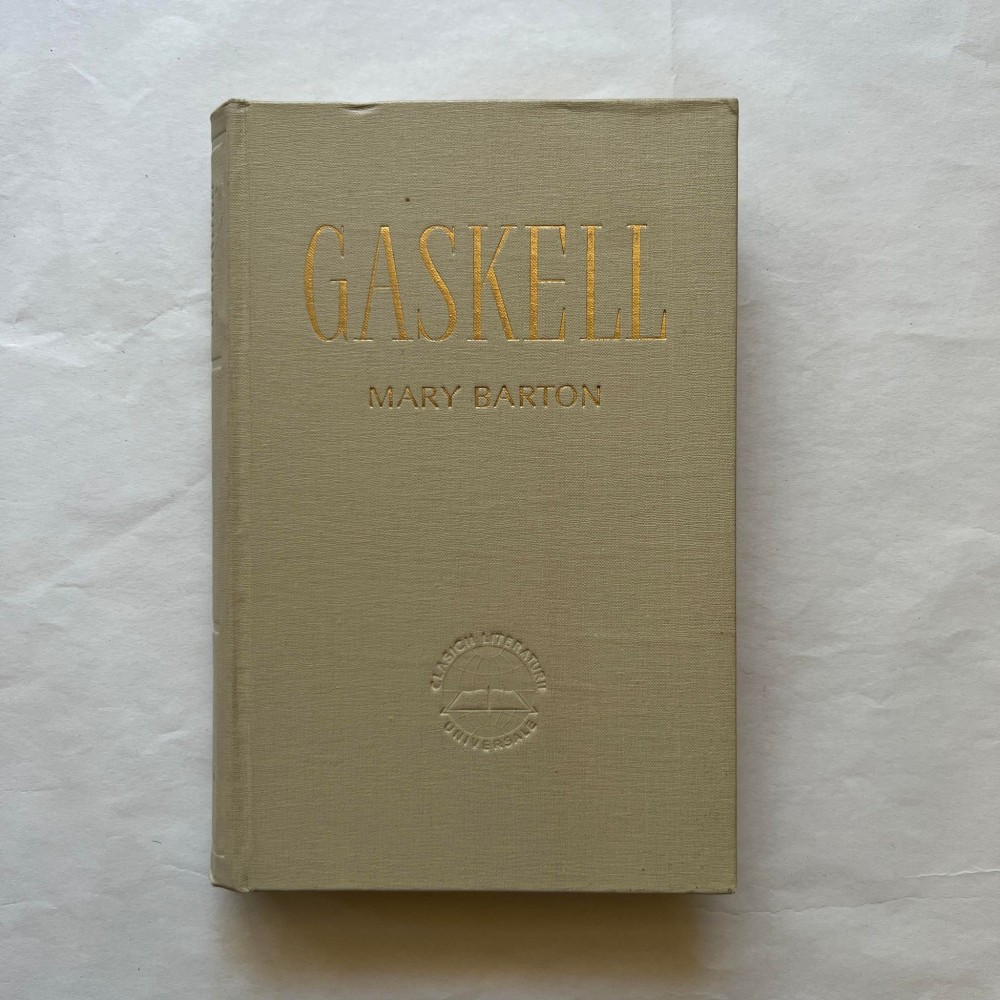 GASKELL
MARY BARTON
CLASICII LITERATURII
UNIVERSALE